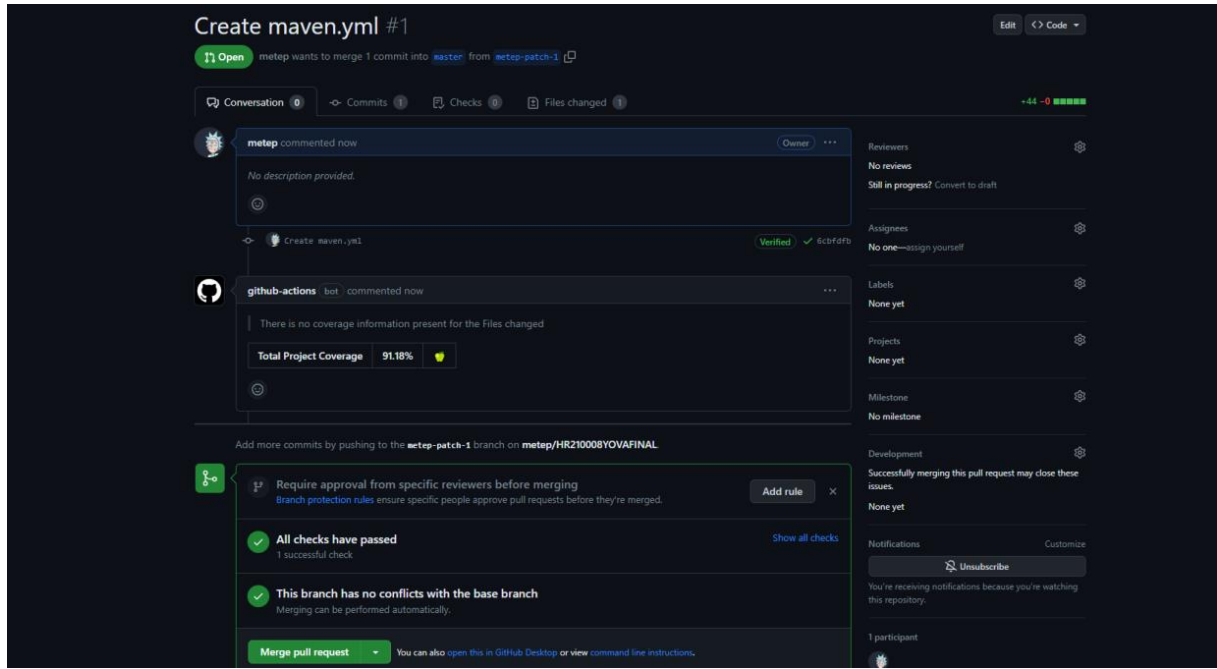 Create maven.yml #1
Edit
<> Code
Open
metep wants to merge 1 commit into master from metep-patch-1
Conversation 0
Commits 1
Checks 0
Files changed 1
+44 −0
metep commented now
Owner
No description provided.
Create maven.yml
Verified
6cbfdfb
github-actions bot commented now
There is no coverage information present for the Files changed
Total Project Coverage 91.18%
Add more commits by pushing to the metep-patch-1 branch on metep/HR210008YOVAFINAL.
Require approval from specific reviewers before merging
Branch protection rules ensure specific people approve pull requests before they're merged.
Add rule
All checks have passed
1 successful check
Show all checks
This branch has no conflicts with the base branch
Merging can be performed automatically.
Merge pull request
You can also open this in GitHub Desktop or view command line instructions.
Reviewers
No reviews
Still in progress? Convert to draft
Assignees
No one—assign yourself
Labels
None yet
Projects
None yet
Milestone
No milestone
Development
Successfully merging this pull request may close these
issues.
None yet
Notifications
Customize
Unsubscribe
You're receiving notifications because you're watching
this repository.
1 participant